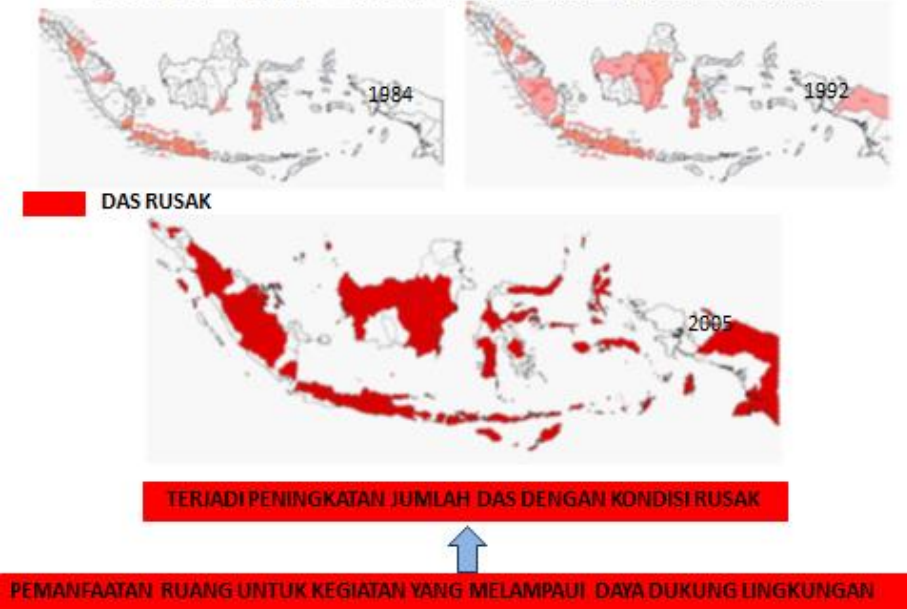 1984
1992
DAS RUSAK
2005
TERJADI PENINGKATAN JUMLAH DAS DENGAN KONDISI RUSAK
PEMANFAATAN RUANG UNTUK KEGIATAN YANG MELAMPAUI DAYA DUKUNG LINGKUNGAN